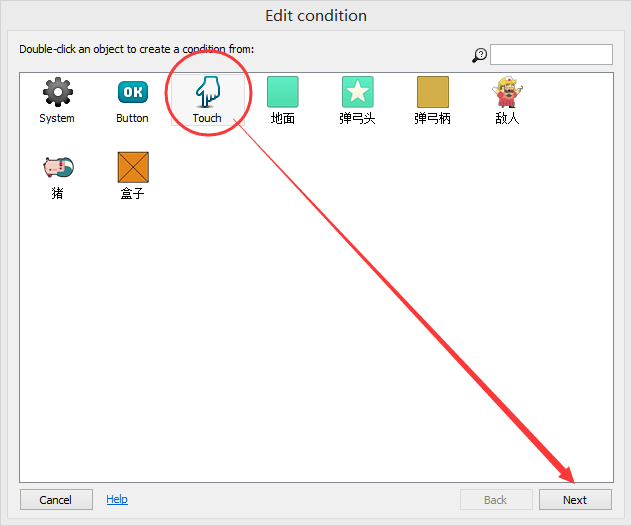 Edit condition
Double-click an object to create a condition from:
OK
System
Button
Touch
地面
弹弓头
弹弓柄
敌人
猪
盒子
Cancel
Help
Back
Next